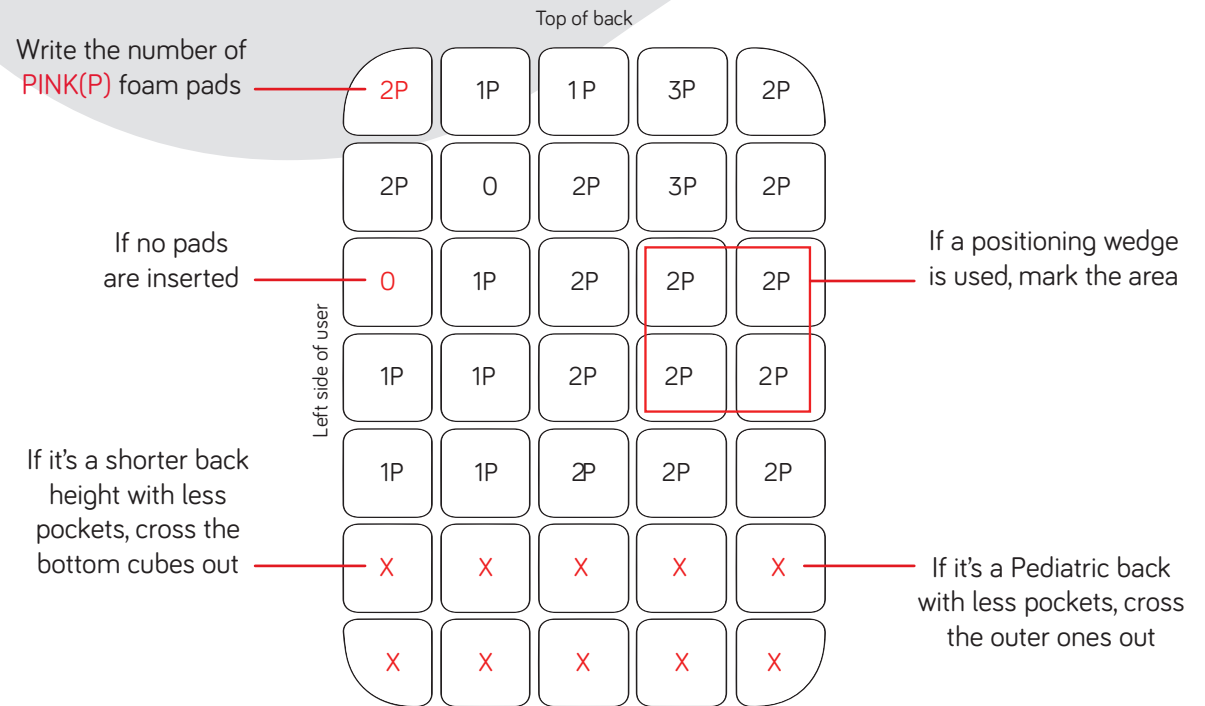 Top of back
Write the number of
PINK(P) foam pads
2P 1P 1P 3P 2P
2P 0 2P 3P 2P
If no pads
are inserted
0 1P 2P 2P 2P
If a positioning wedge
is used, mark the area
Left side of user
1P 1P 2P 2P 2P
1P 1P 2P 2P 2P
If it's a shorter back
height with less
pockets, cross the
bottom cubes out
X X X X X
If it's a Pediatric back
with less pockets, cross
the outer ones out
X X X X X